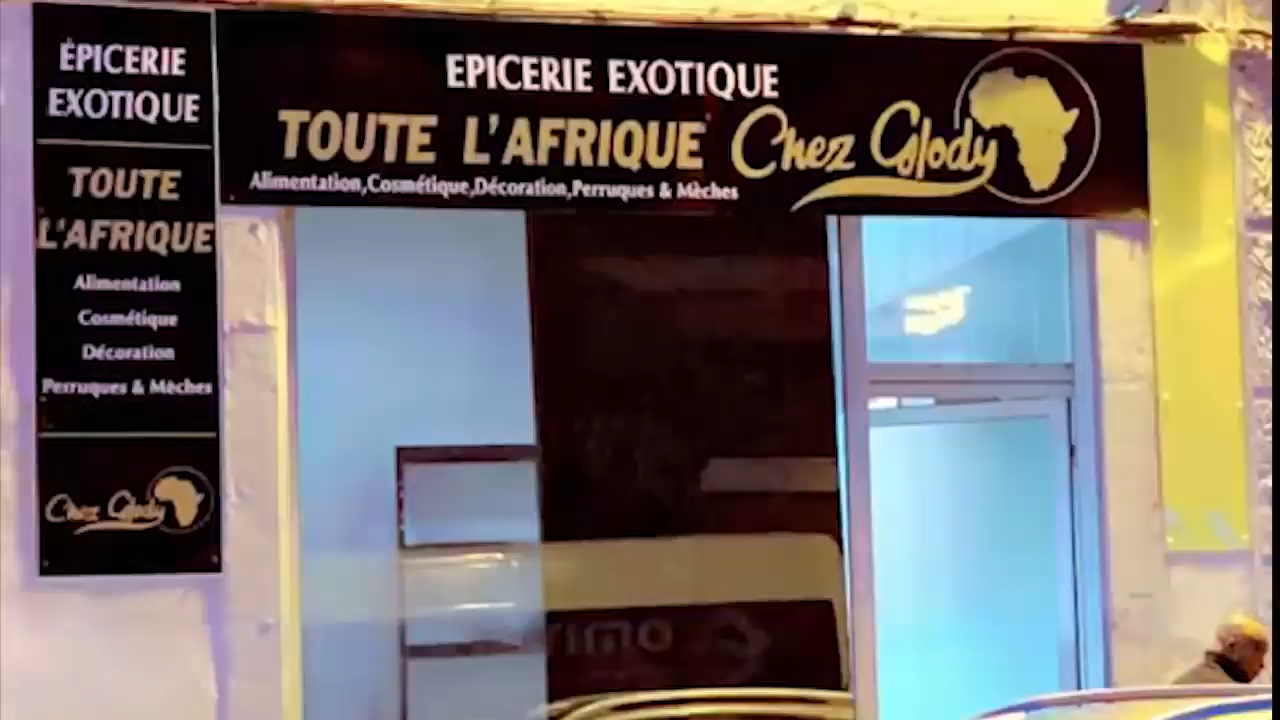 ÉPICERIE
EXOTIQUE
TOUTE
L'AFRIQUE
Alimentation
Cosmétique
Décoration
Perruques & Mèches
Chez Glody
EPICERIE EXOTIQUE
TOUTE L'AFRIQUE Chez Glody
Alimentation,Cosmétique,Décoration,Perruques & Mèches